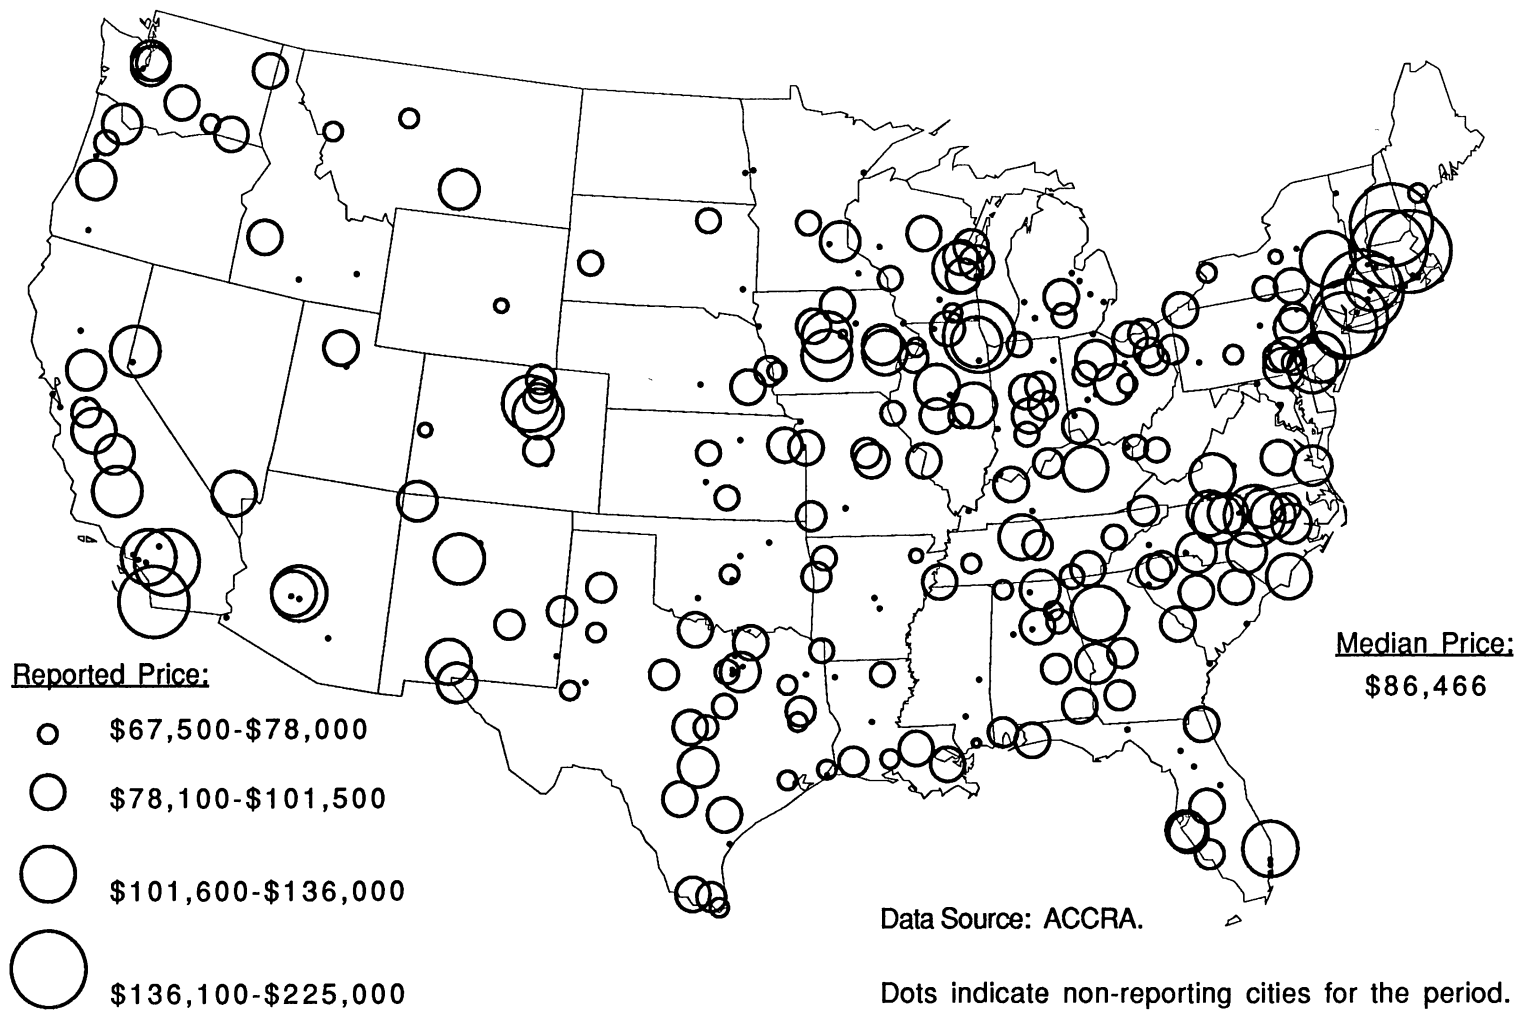 Median Price:
$86,466
Reported Price:
$67,500-$78,000
$78,100-$101,500
$101,600-$136,000
$136,100-$225,000
Data Source: ACCRA.
Dots indicate non-reporting cities for the period.